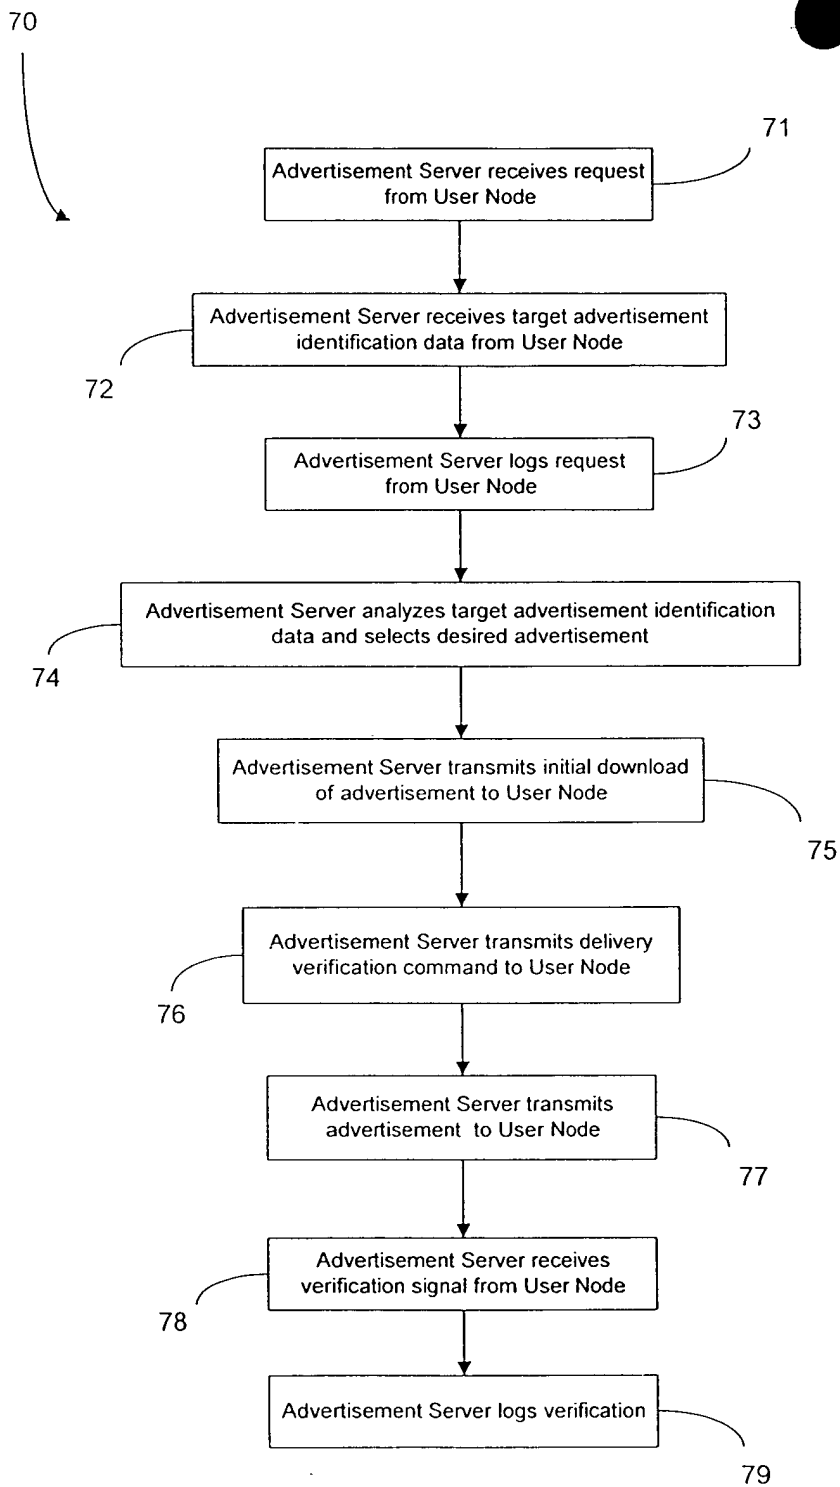 70
71
Advertisement Server receives request
from User Node
Advertisement Server receives target advertisement
identification data from User Node
72
73
Advertisement Server logs request
from User Node
Advertisement Server analyzes target advertisement identification
data and selects desired advertisement
74
Advertisement Server transmits initial download
of advertisement to User Node
75
Advertisement Server transmits delivery
verification command to User Node
76
Advertisement Server transmits
advertisement to User Node
77
Advertisement Server receives
verification signal from User Node
78
Advertisement Server logs verification
79